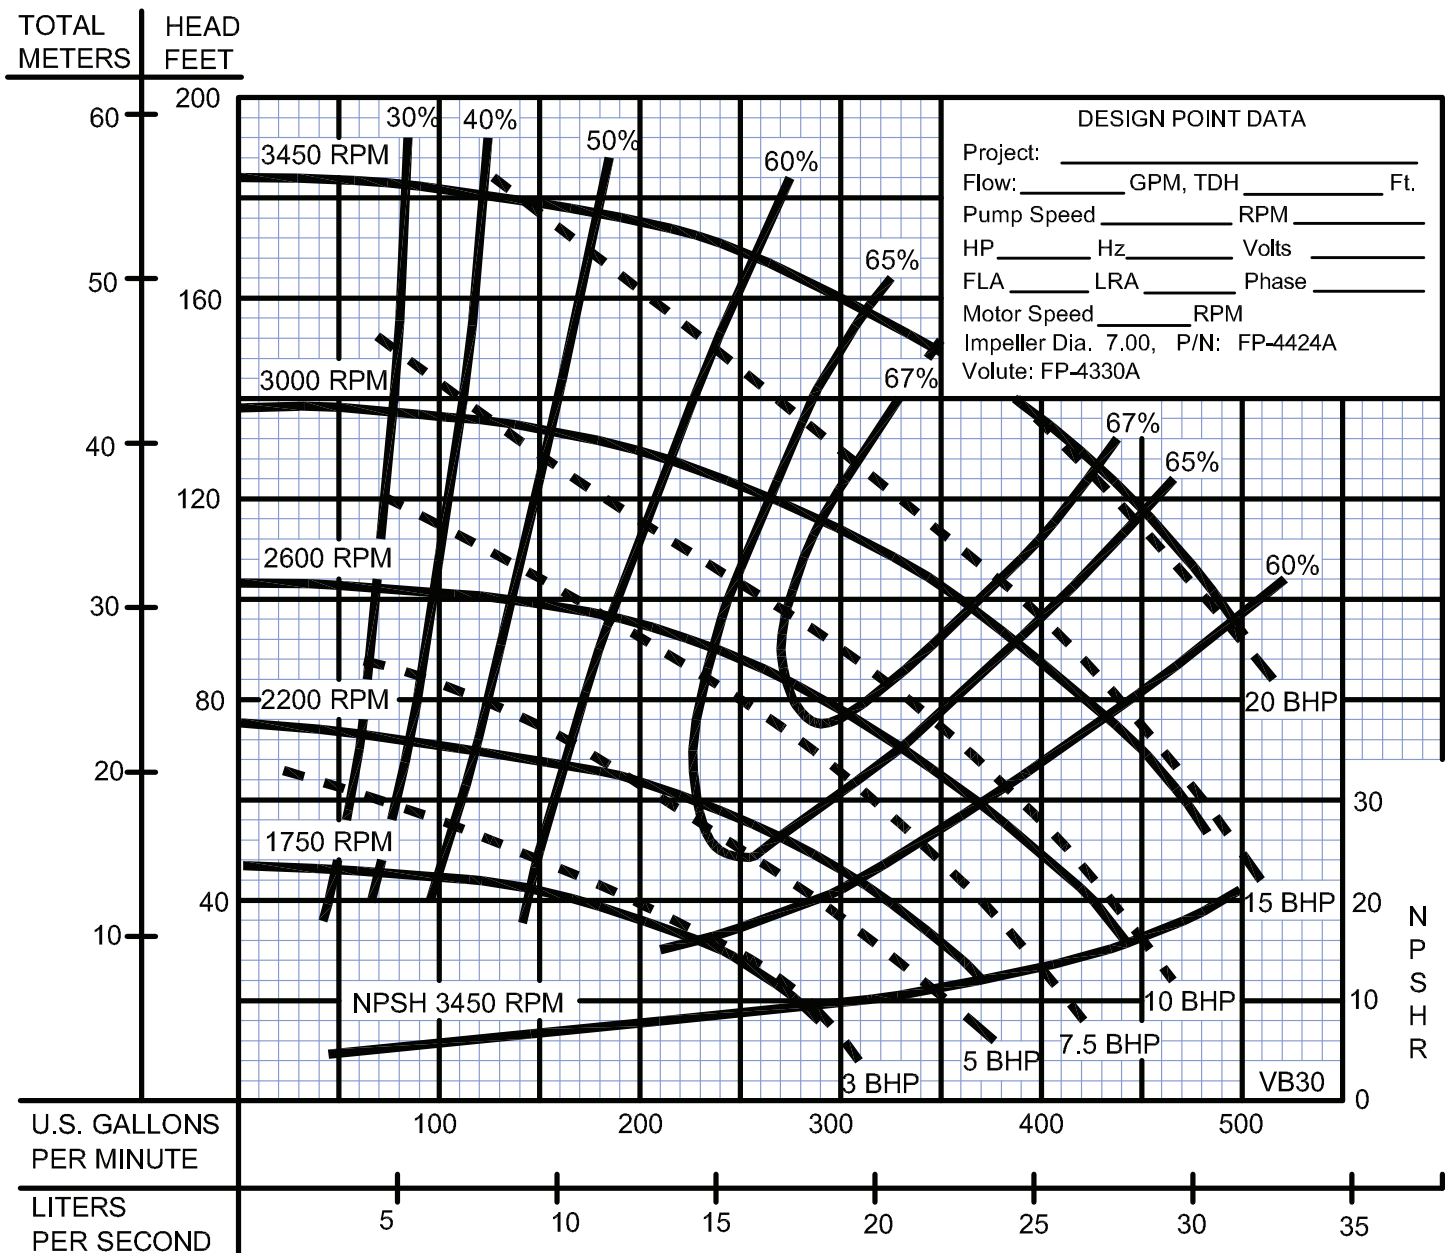 TOTAL HEAD
METERS FEET
200
60
30% 40%
50%
3450 RPM
60%
DESIGN POINT DATA
Project:
Flow: GPM, TDH Ft.
Pump Speed RPM
HP Hz Volts
FLA LRA Phase
Motor Speed RPM
Impeller Dia. 7.00, P/N: FP-4424A
Volute: FP-4330A
65%
50
160
3000 RPM
67%
67%
40
65%
120
2600 RPM
60%
30
80
2200 RPM
20 BHP
20
30
1750 RPM
40
15 BHP
20
NPSHR
10
NPSH 3450 RPM
10 BHP
10
7.5 BHP
5 BHP
3 BHP
VB30
0
U.S. GALLONS
PER MINUTE
100 200 300 400 500
LITERS
PER SECOND
5 10 15 20 25 30 35